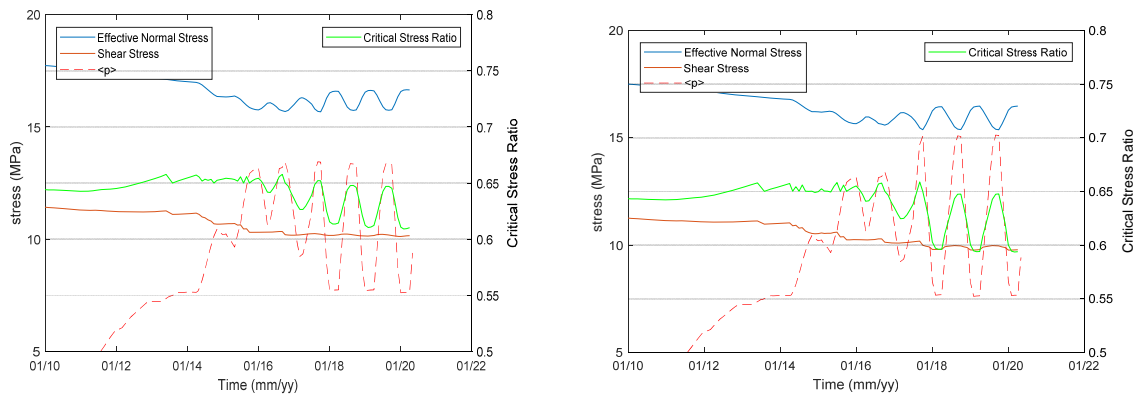 20
15
10
5
stress (MPa)
Effective Normal Stress
Shear Stress
<p>
Critical Stress Ratio
0.8
0.75
0.7
0.65
0.6
0.55
0.5
Critical Stress Ratio
01/10 01/12 01/14 01/16 01/18 01/20 01/22
Time (mm/yy)
20
15
10
5
stress (MPa)
Effective Normal Stress
Shear Stress
<p>
Critical Stress Ratio
0.8
0.75
0.7
0.65
0.6
0.55
0.5
Critical Stress Ratio
01/10 01/12 01/14 01/16 01/18 01/20 01/22
Time (mm/yy)